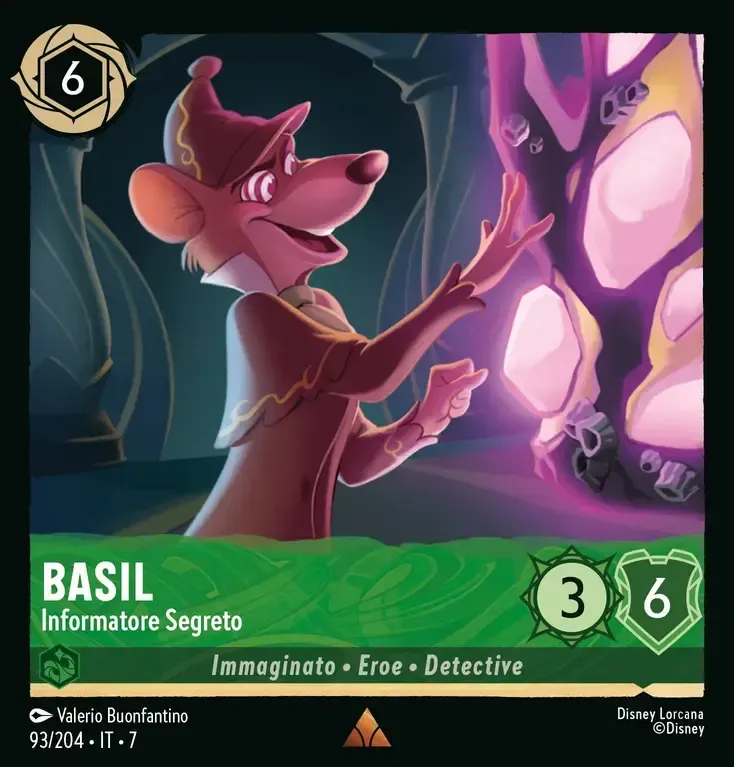 6
BASIL
Informatore Segreto
3
6
Immaginato • Eroe • Detective
Valerio Buonfantino
93/204 • IT • 7
Disney Lorcana
©Disney